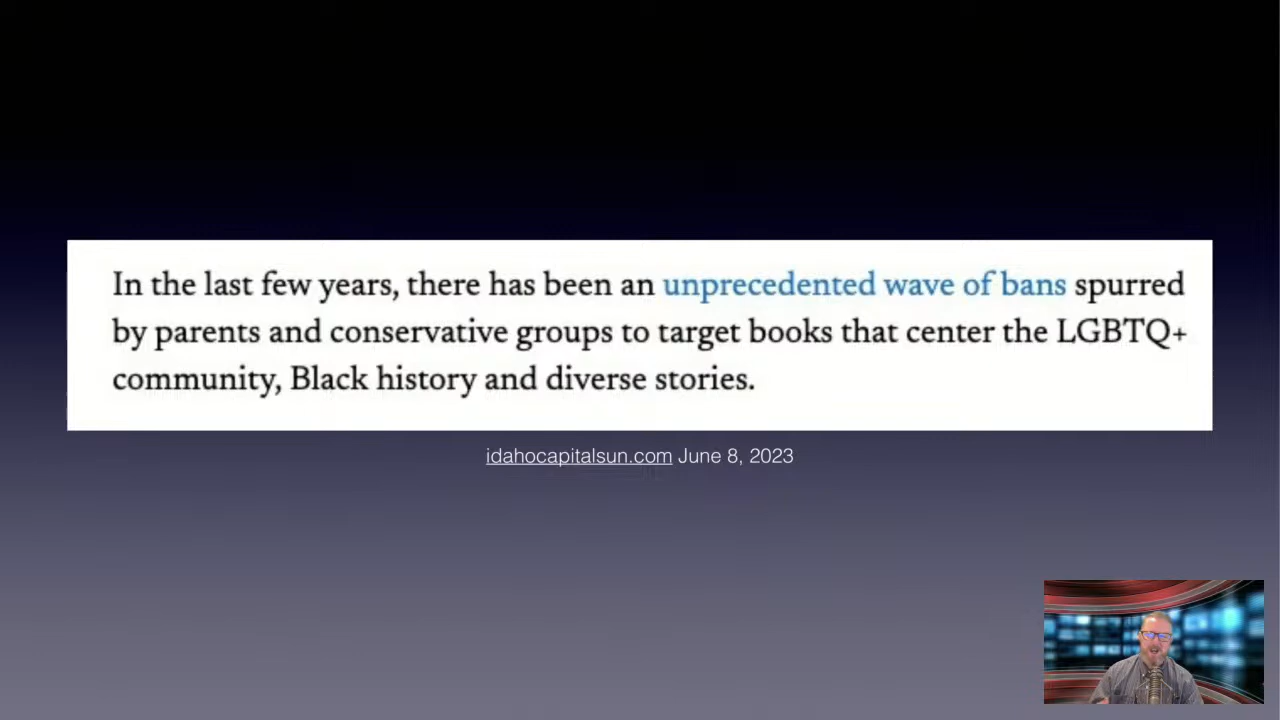 In the last few years, there has been an unprecedented wave of bans spurred
by parents and conservative groups to target books that center the LGBTQ+
community, Black history and diverse stories.
idahocapitalsun.com June 8, 2023